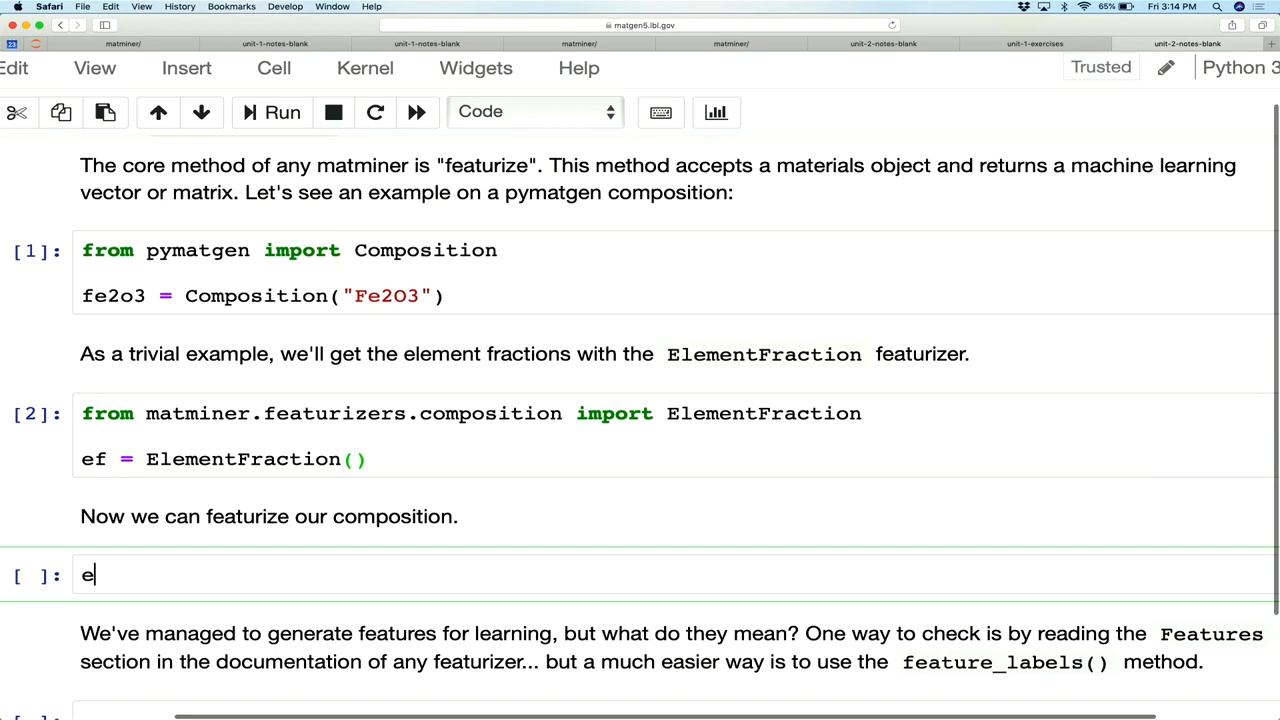 Safari File Edit View History Bookmarks Develop Window Help 65% Fri 3:14 PM
matgen5.lbl.gov
23 matminer/ unit-1-notes-blank unit-1-notes-blank matminer/ matminer/ unit-2-notes-blank unit-1-exercises unit-2-notes-blank
Edit View Insert Cell Kernel Widgets Help Trusted Python 3
Run Code
The core method of any matminer is "featurize". This method accepts a materials object and returns a machine learning
vector or matrix. Let's see an example on a pymatgen composition:
[1]: from pymatgen import Composition
fe2o3 = Composition("Fe2O3")
As a trivial example, we'll get the element fractions with the ElementFraction featurizer.
[2]: from matminer.featurizers.composition import ElementFraction
ef = ElementFraction()
Now we can featurize our composition.
[ ]: e
We've managed to generate features for learning, but what do they mean? One way to check is by reading the Features
section in the documentation of any featurizer... but a much easier way is to use the feature_labels() method.
[ ]: